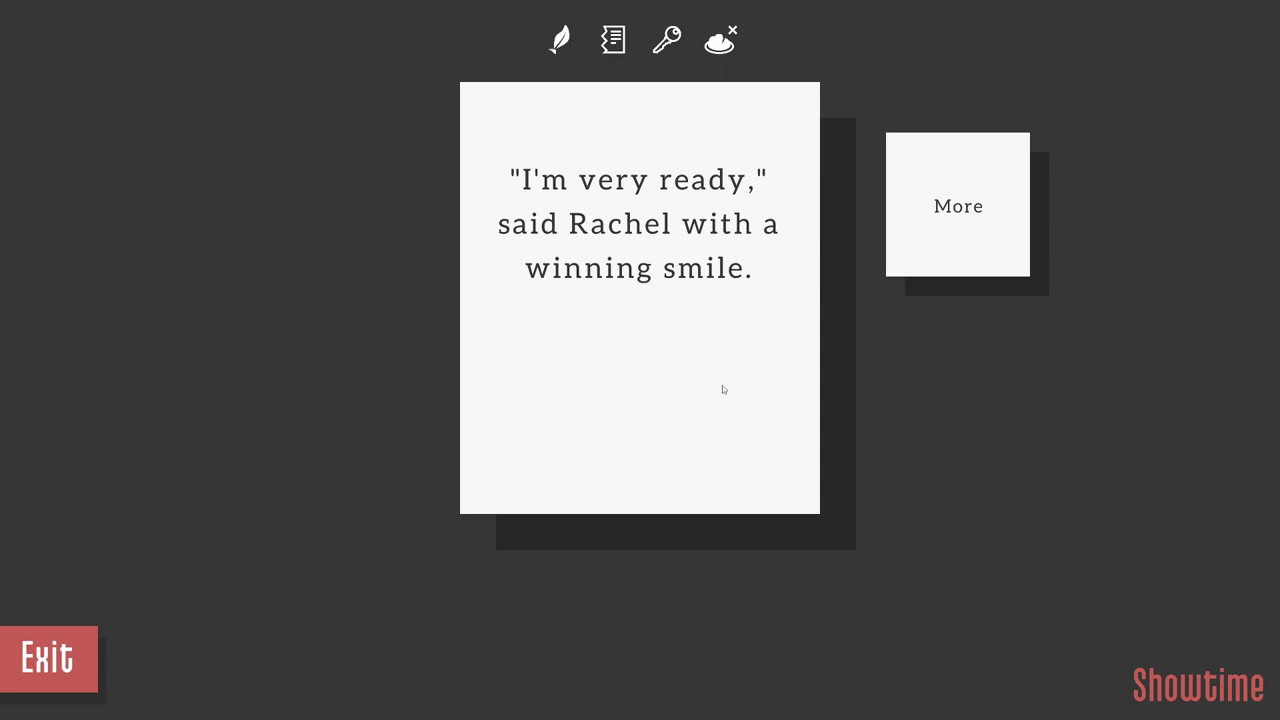 "I'm very ready,"
said Rachel with a
winning smile.
More
Exit
Showtime